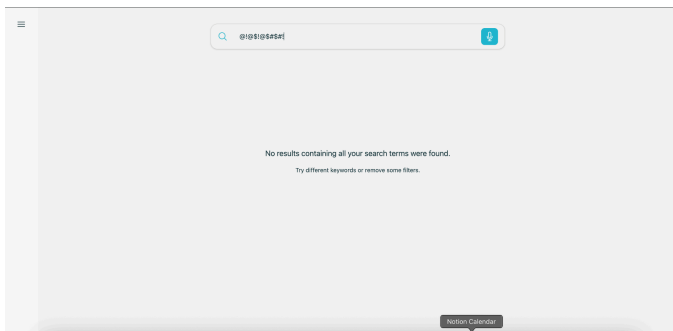 @!@$!@$#$#!
No results containing all your search terms were found.
Try different keywords or remove some filters.
Notion Calendar